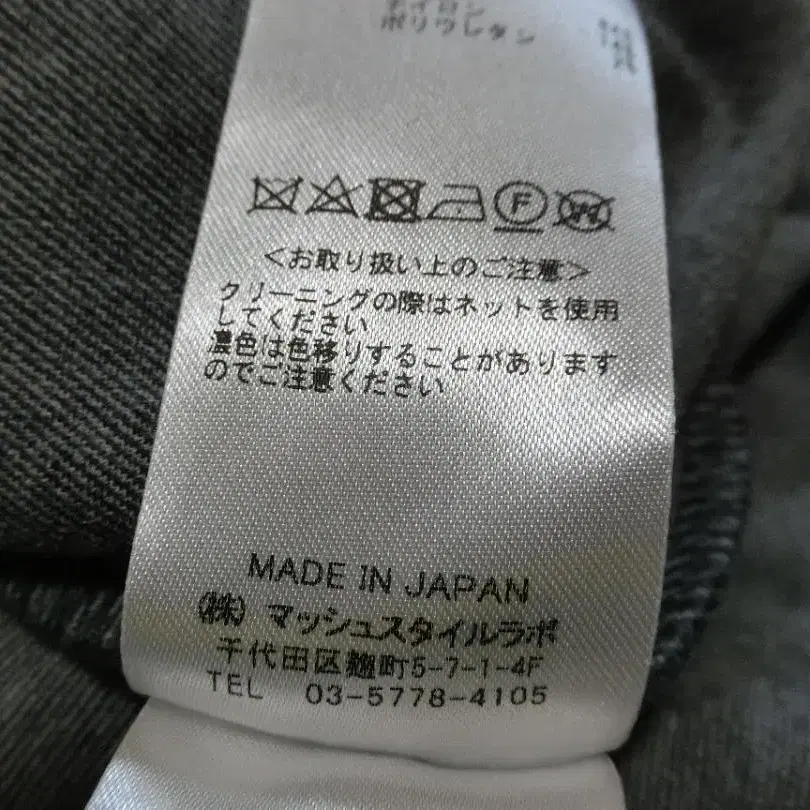 ナイロン
ポリウレタン
F
W
<お取り扱い上のご注意>
クリーニングの際はネットを使用
してください
濃色は色移りすることがあります
のでご注意ください
MADE IN JAPAN
(株) マッシュスタイルラボ
千代田区麹町5-7-1-4F
TEL 03-5778-4105